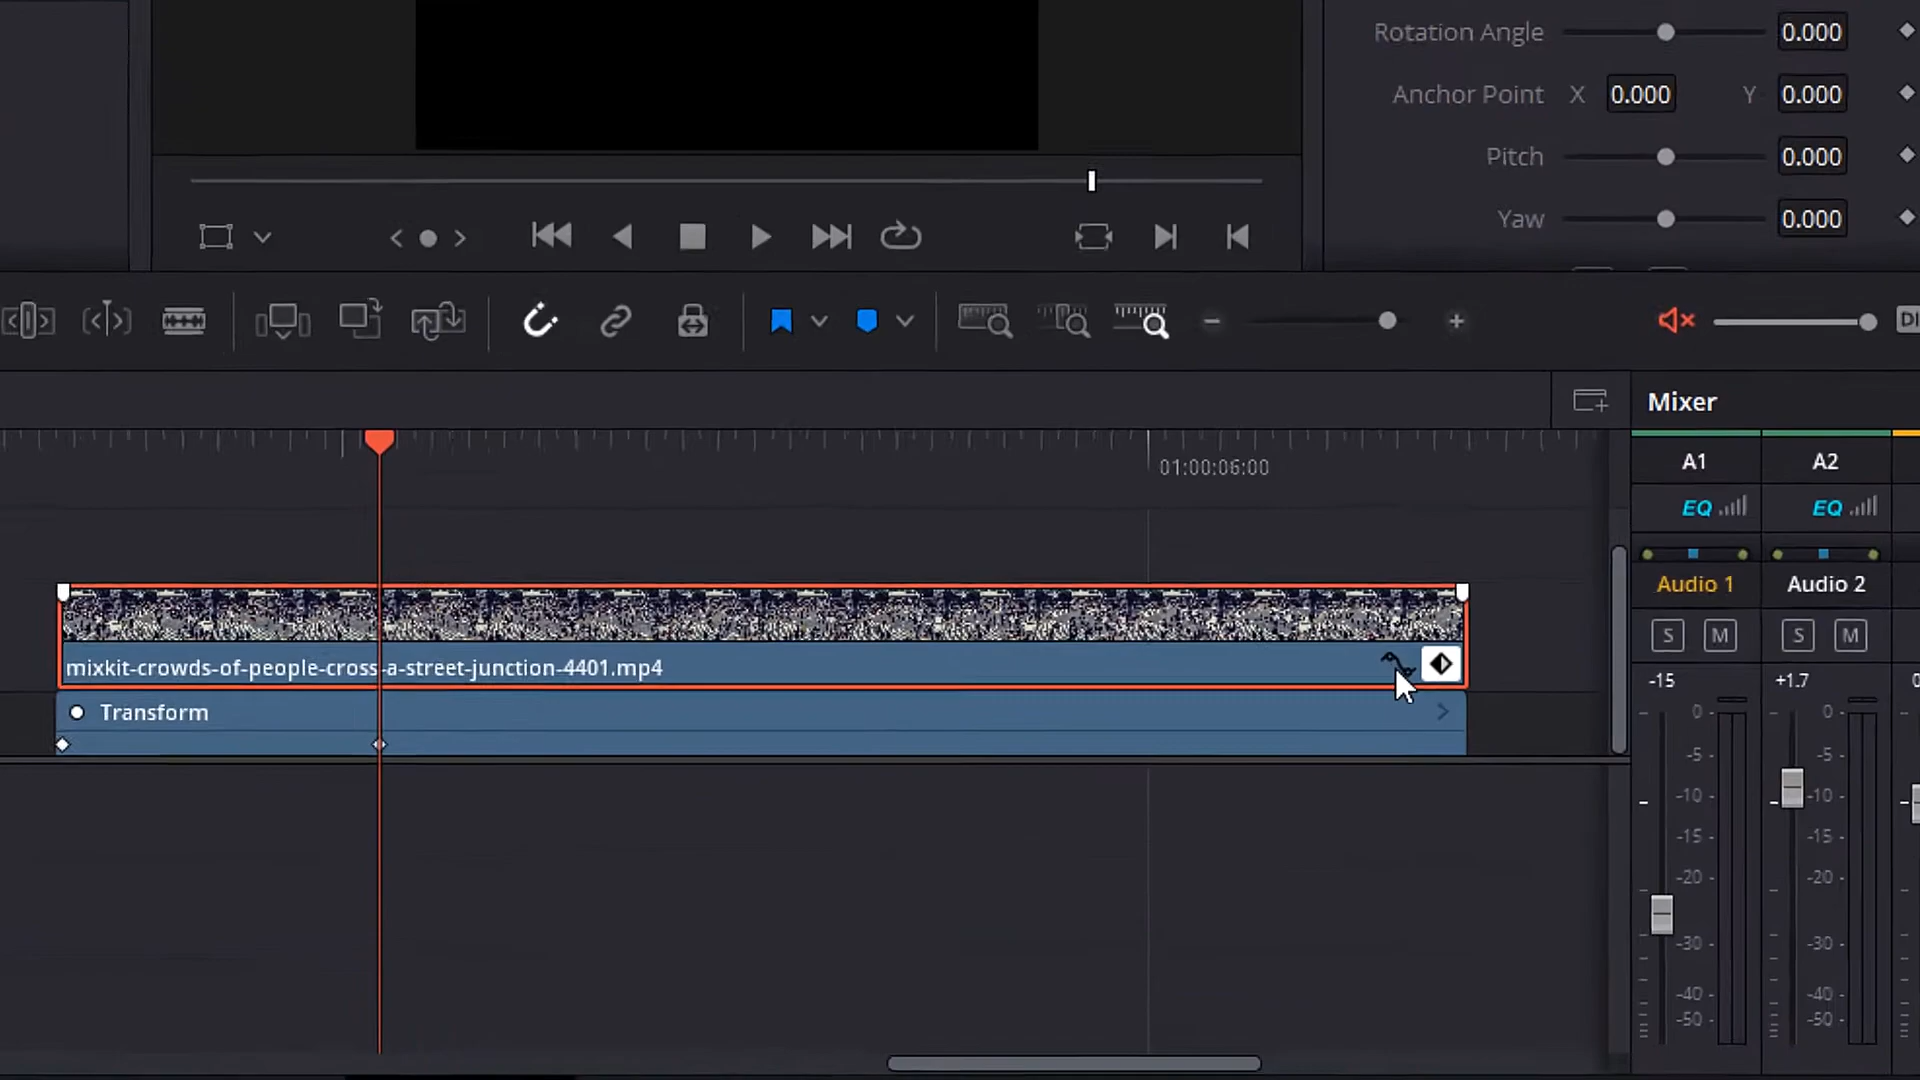 Rotation Angle 0.000
Anchor Point X 0.000 Y 0.000
Pitch 0.000
Yaw 0.000
DI
Mixer
01:00:06:00
A1 A2
EQ EQ
Audio 1 Audio 2
S M S M
mixkit-crowds-of-people-cross-a-street-junction-4401.mp4
-15 +1.7 0
Transform
0- 0-
-5- -5-
-10- -10-
-15- -15-
-20- -20-
-30- -30-
-40- -40-
-50- -50-